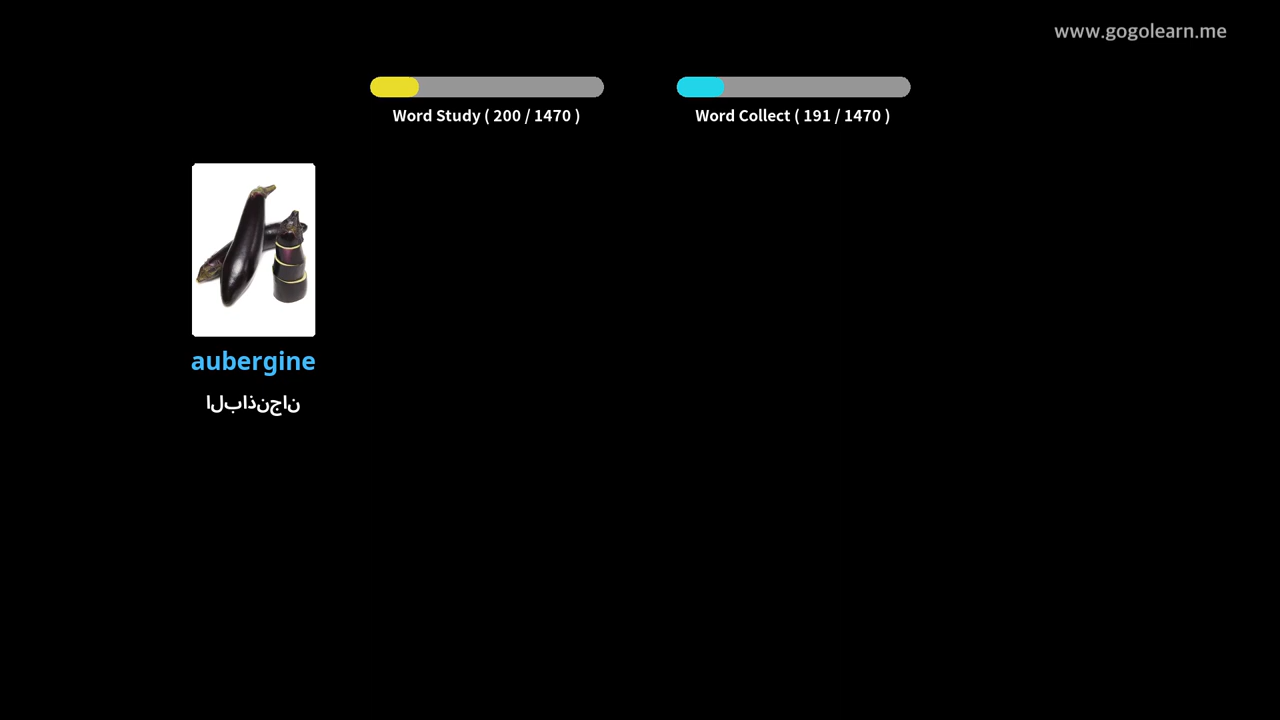 www.gogolearn.me
Word Study ( 200 / 1470 )
Word Collect ( 191 / 1470 )
aubergine
الباذنجان